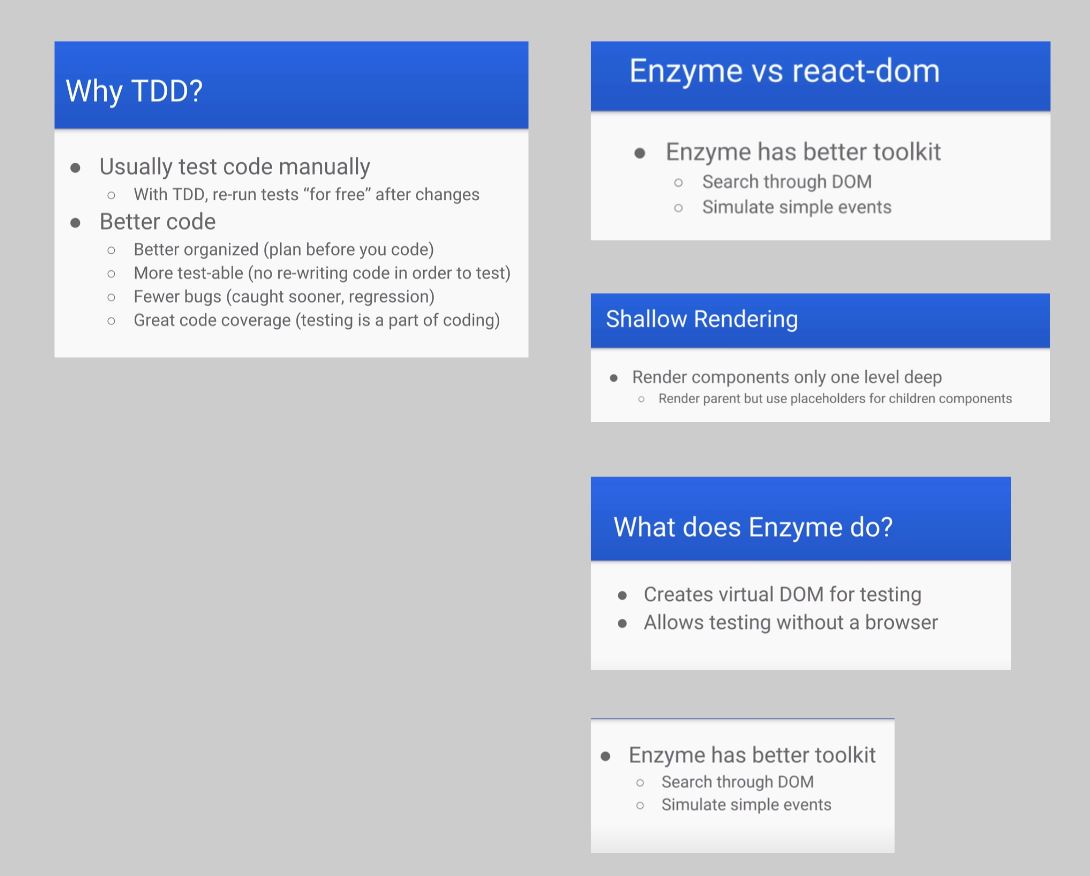 Why TDD?
● Usually test code manually
○ With TDD, re-run tests “for free” after changes
● Better code
○ Better organized (plan before you code)
○ More test-able (no re-writing code in order to test)
○ Fewer bugs (caught sooner, regression)
○ Great code coverage (testing is a part of coding)
Enzyme vs react-dom
● Enzyme has better toolkit
○ Search through DOM
○ Simulate simple events
Shallow Rendering
● Render components only one level deep
○ Render parent but use placeholders for children components
What does Enzyme do?
● Creates virtual DOM for testing
● Allows testing without a browser
● Enzyme has better toolkit
○ Search through DOM
○ Simulate simple events